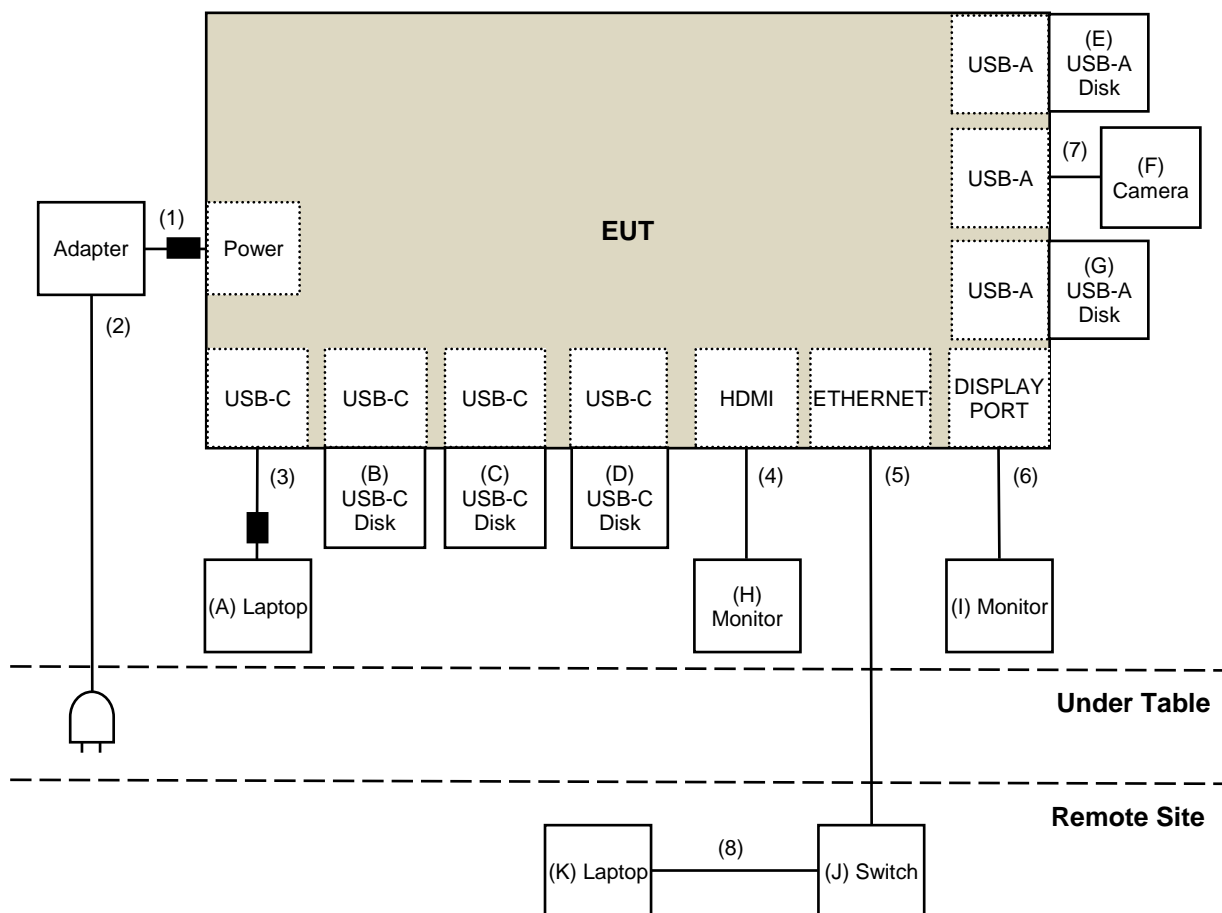 USB-A
(E)
USB-A
Disk
USB-A
(7)
(F)
Camera
(1)
Adapter
Power
EUT
USB-A
(G)
USB-A
Disk
(2)
USB-C
USB-C
USB-C
USB-C
HDMI
ETHERNET
DISPLAY
PORT
(3)
(B)
USB-C
Disk
(C)
USB-C
Disk
(D)
USB-C
Disk
(4)
(5)
(6)
(A) Laptop
(H)
Monitor
(I) Monitor
Under Table
Remote Site
(K) Laptop
(8)
(J) Switch